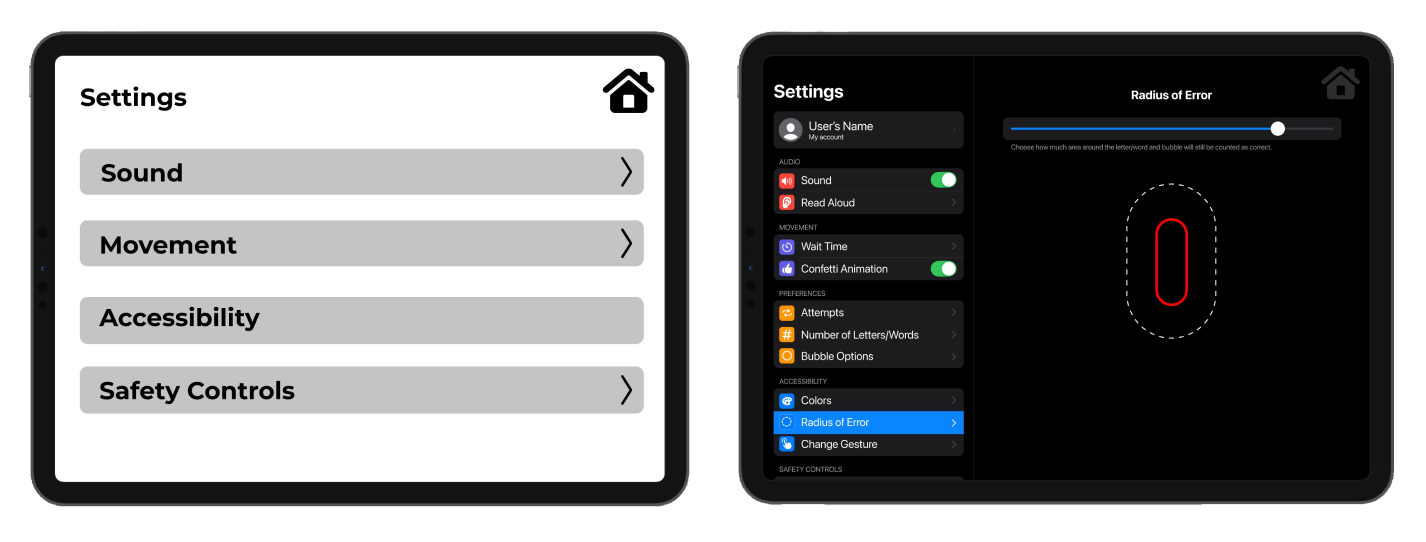 Settings
Sound
Movement
Accessibility
Safety Controls
Settings
User's Name
My account
AUDIO
Sound
Read Aloud
MOVEMENT
Wait Time
Confetti Animation
PREFERENCES
Attempts
Number of Letters/Words
Bubble Options
ACCESSIBILITY
Colors
Radius of Error
Change Gesture
SAFETY CONTROLS
Radius of Error
Choose how much area around the letter/word and bubble will still be counted as correct.